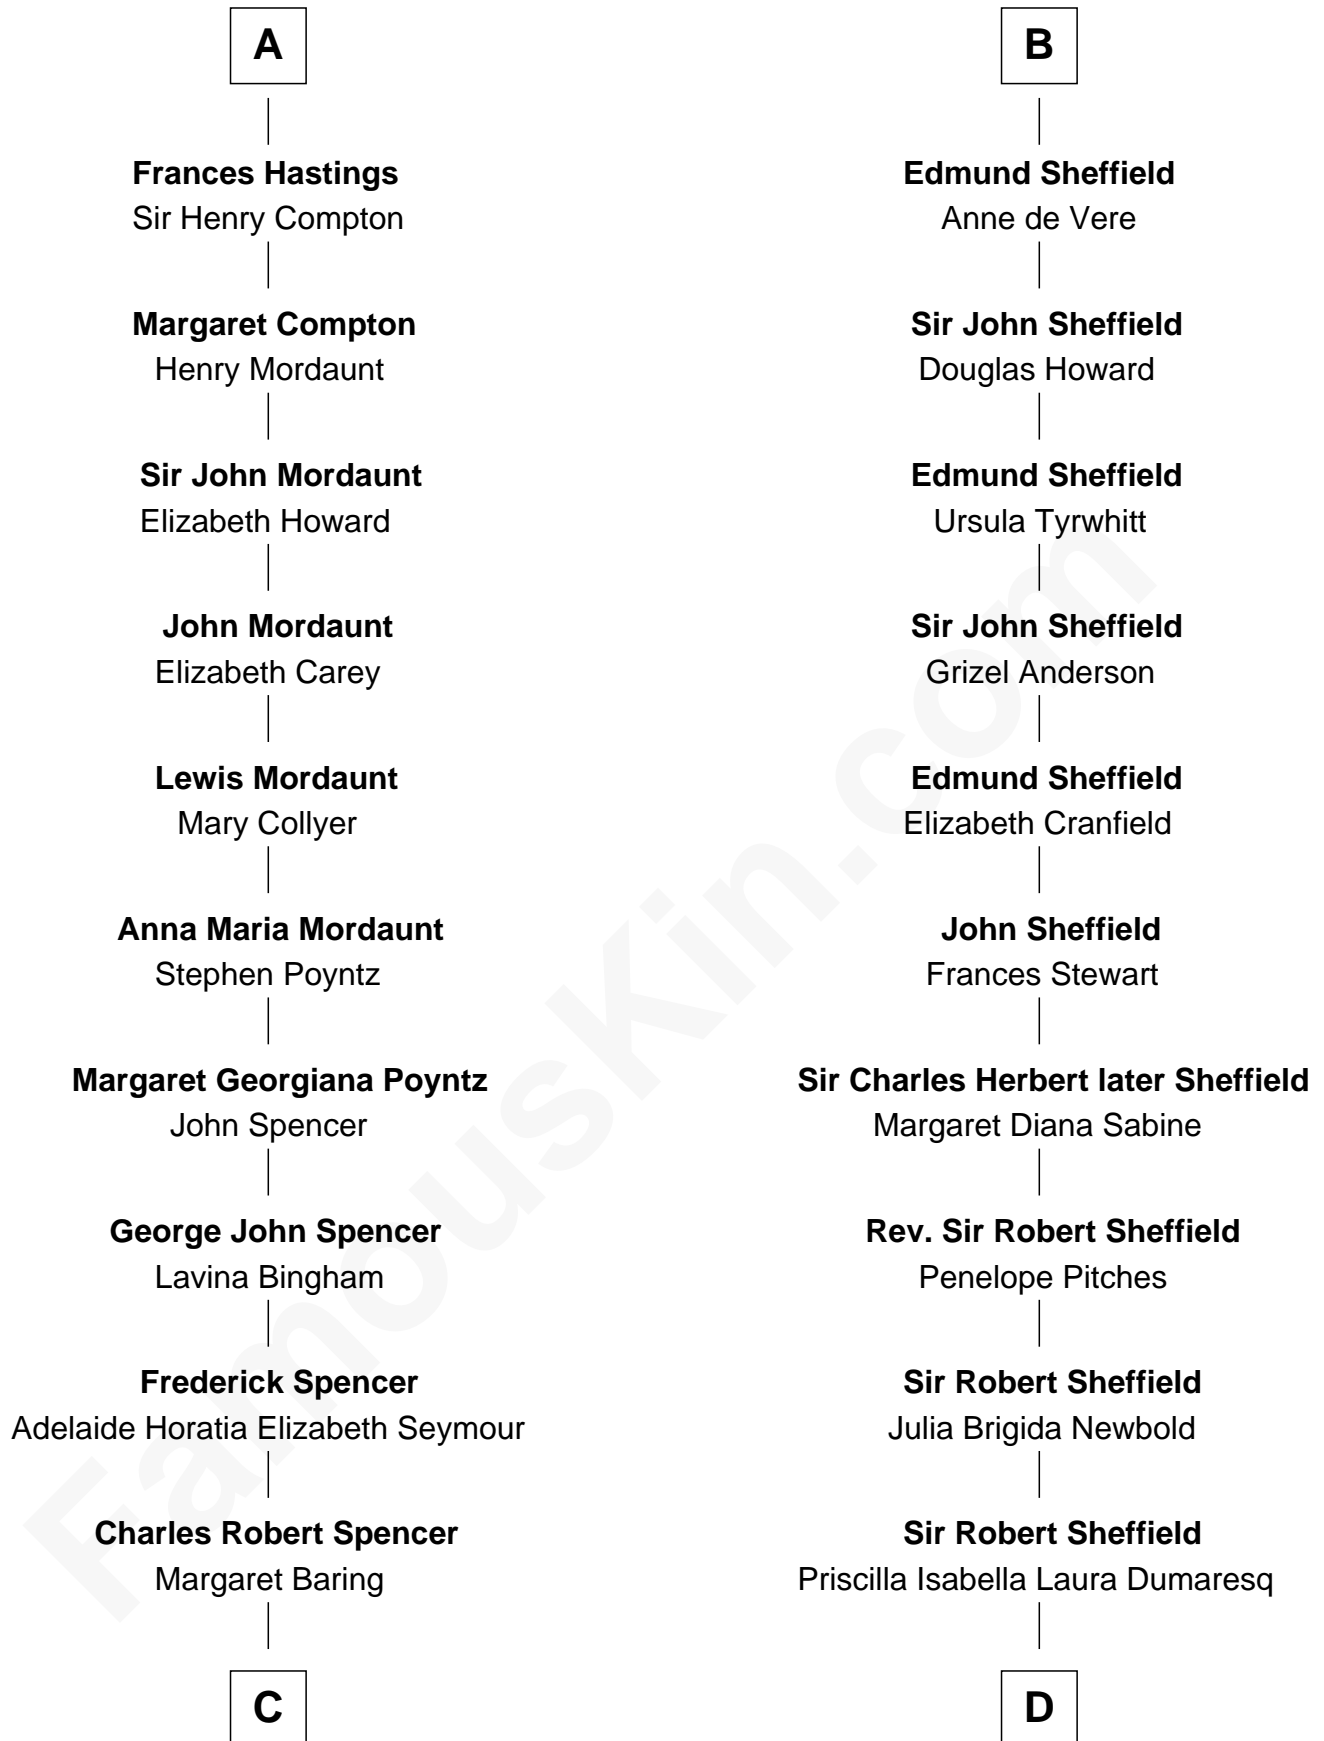 A
Frances Hastings
Sir Henry Compton
Margaret Compton
Henry Mordaunt
Sir John Mordaunt
Elizabeth Howard
John Mordaunt
Elizabeth Carey
Lewis Mordaunt
Mary Collyer
Anna Maria Mordaunt
Stephen Poyntz
Margaret Georgiana Poyntz
John Spencer
George John Spencer
Lavina Bingham
Frederick Spencer
Adelaide Horatia Elizabeth Seymour
Charles Robert Spencer
Margaret Baring
C
B
Edmund Sheffield
Anne de Vere
Sir John Sheffield
Douglas Howard
Edmund Sheffield
Ursula Tyrwhitt
Sir John Sheffield
Grizel Anderson
Edmund Sheffield
Elizabeth Cranfield
John Sheffield
Frances Stewart
Sir Charles Herbert later Sheffield
Margaret Diana Sabine
Rev. Sir Robert Sheffield
Penelope Pitches
Sir Robert Sheffield
Julia Brigida Newbold
Sir Robert Sheffield
Priscilla Isabella Laura Dumaresq
D
FamousKin.com